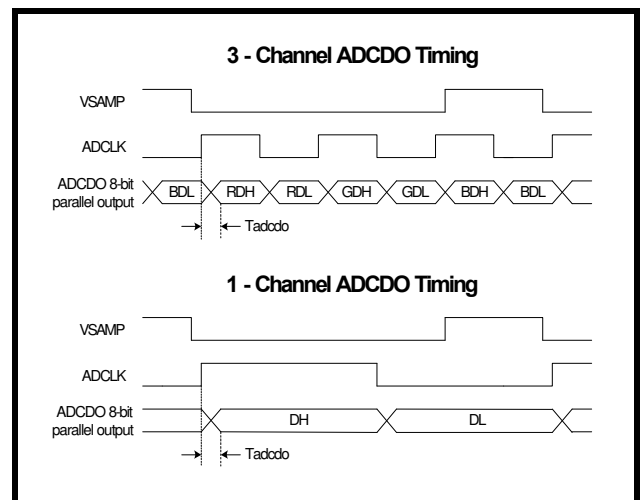 3 - Channel ADCDO Timing
VSAMP
ADCLK
ADCDO 8-bit
parallel output
BDL RDH RDL GDH GDL BDH BDL
Tadcdo
1 - Channel ADCDO Timing
VSAMP
ADCLK
ADCDO 8-bit
parallel output
DH DL
Tadcdo